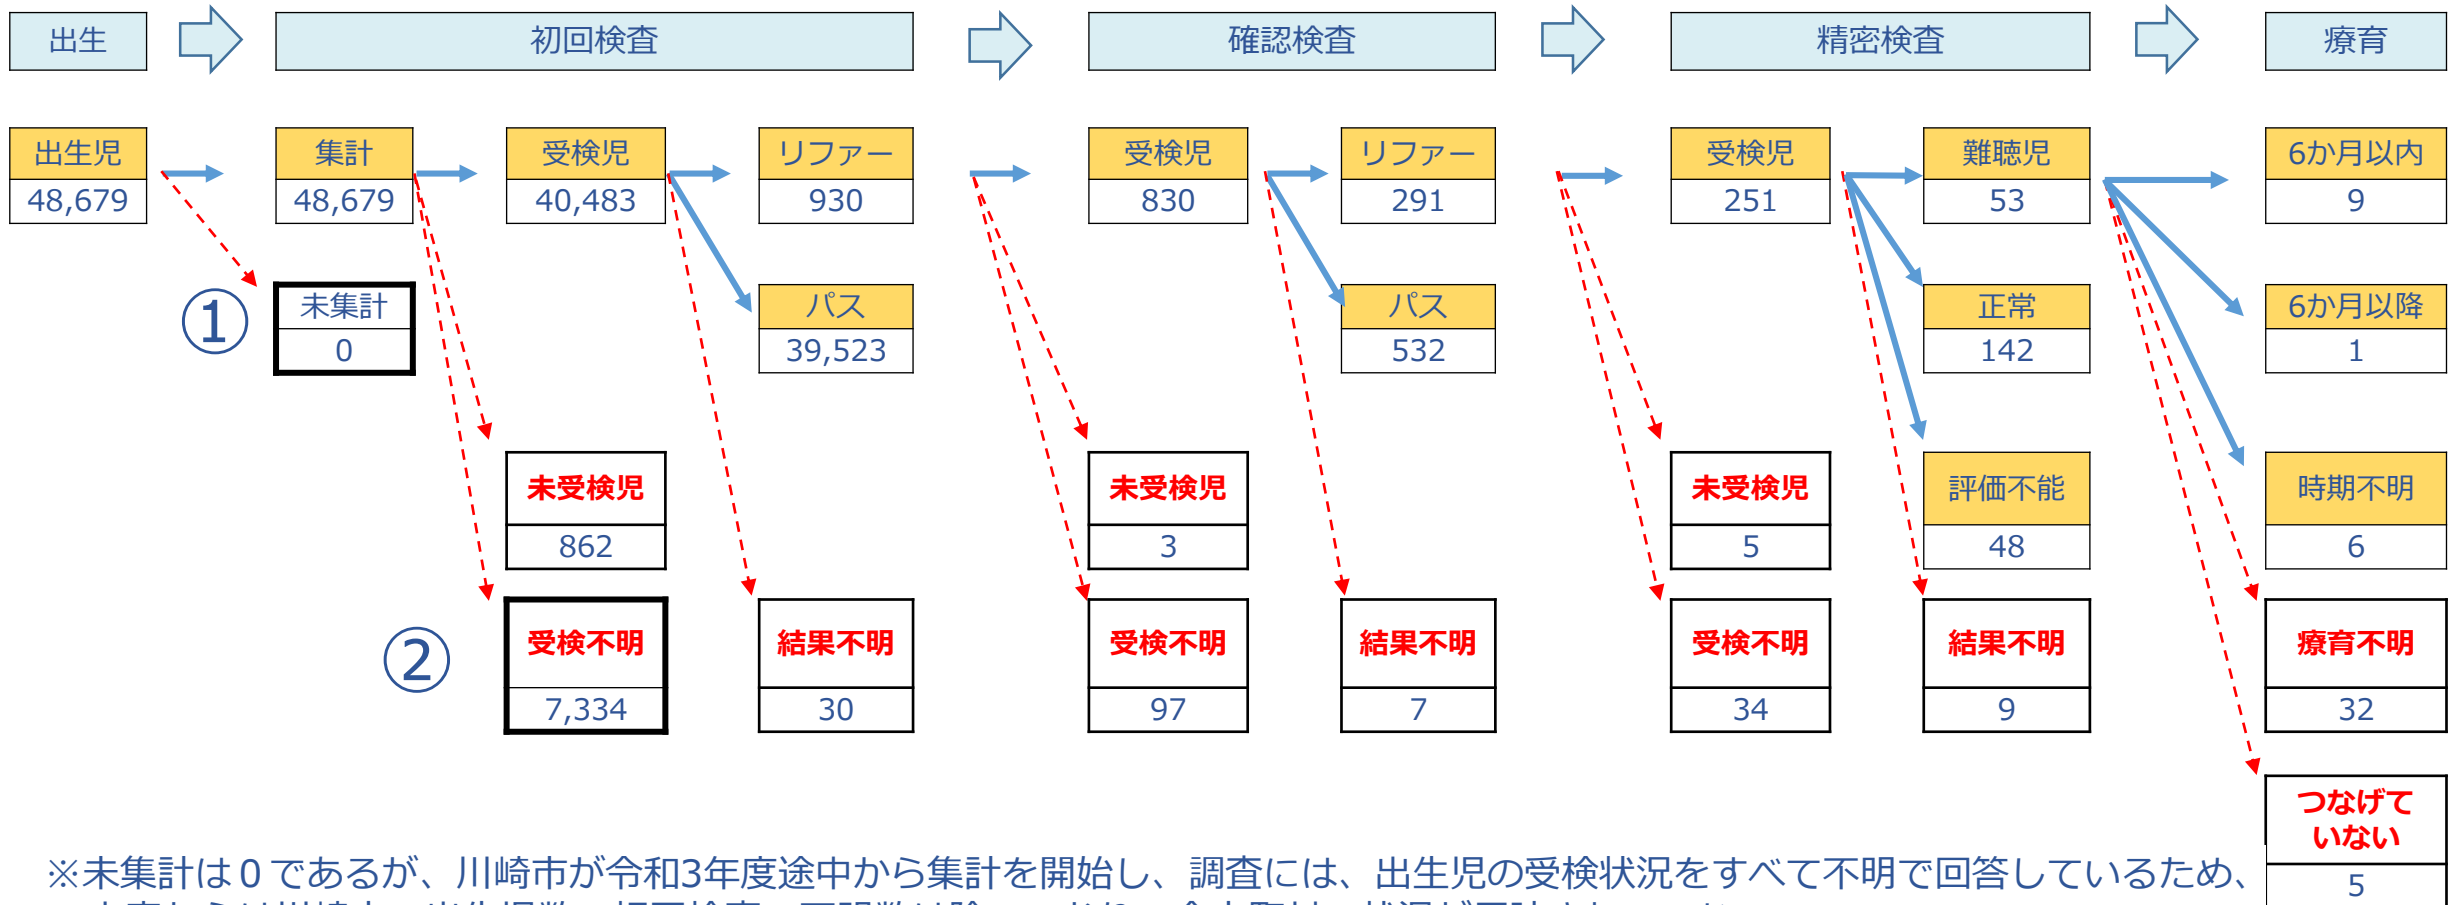 出生
初回検査
確認検査
精密検査
療育
出生児
集計
受検児
リファー
受検児
リファー
受検児
難聴児
6か月以内
48,679
48,679
40,483
930
830
291
251
53
9
①
未集計
パス
パス
正常
6か月以降
0
39,523
532
142
1
未受検児
未受検児
未受検児
評価不能
時期不明
862
3
5
48
6
②
受検不明
結果不明
受検不明
結果不明
受検不明
結果不明
療育不明
7,334
30
97
7
34
9
32
つなげて
いない
5
※未集計は０であるが、川崎市が令和3年度途中から集計を開始し、調査には、出生児の受検状況をすべて不明で回答しているため、